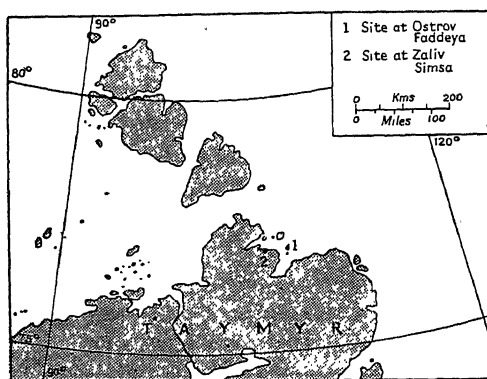 90°
80°
1 Site at Ostrov
Faddeya
2 Site at Zaliv
Simsa
0 Kms 200
0 Miles 100
120°
1
2
T A Y M Y R
90°